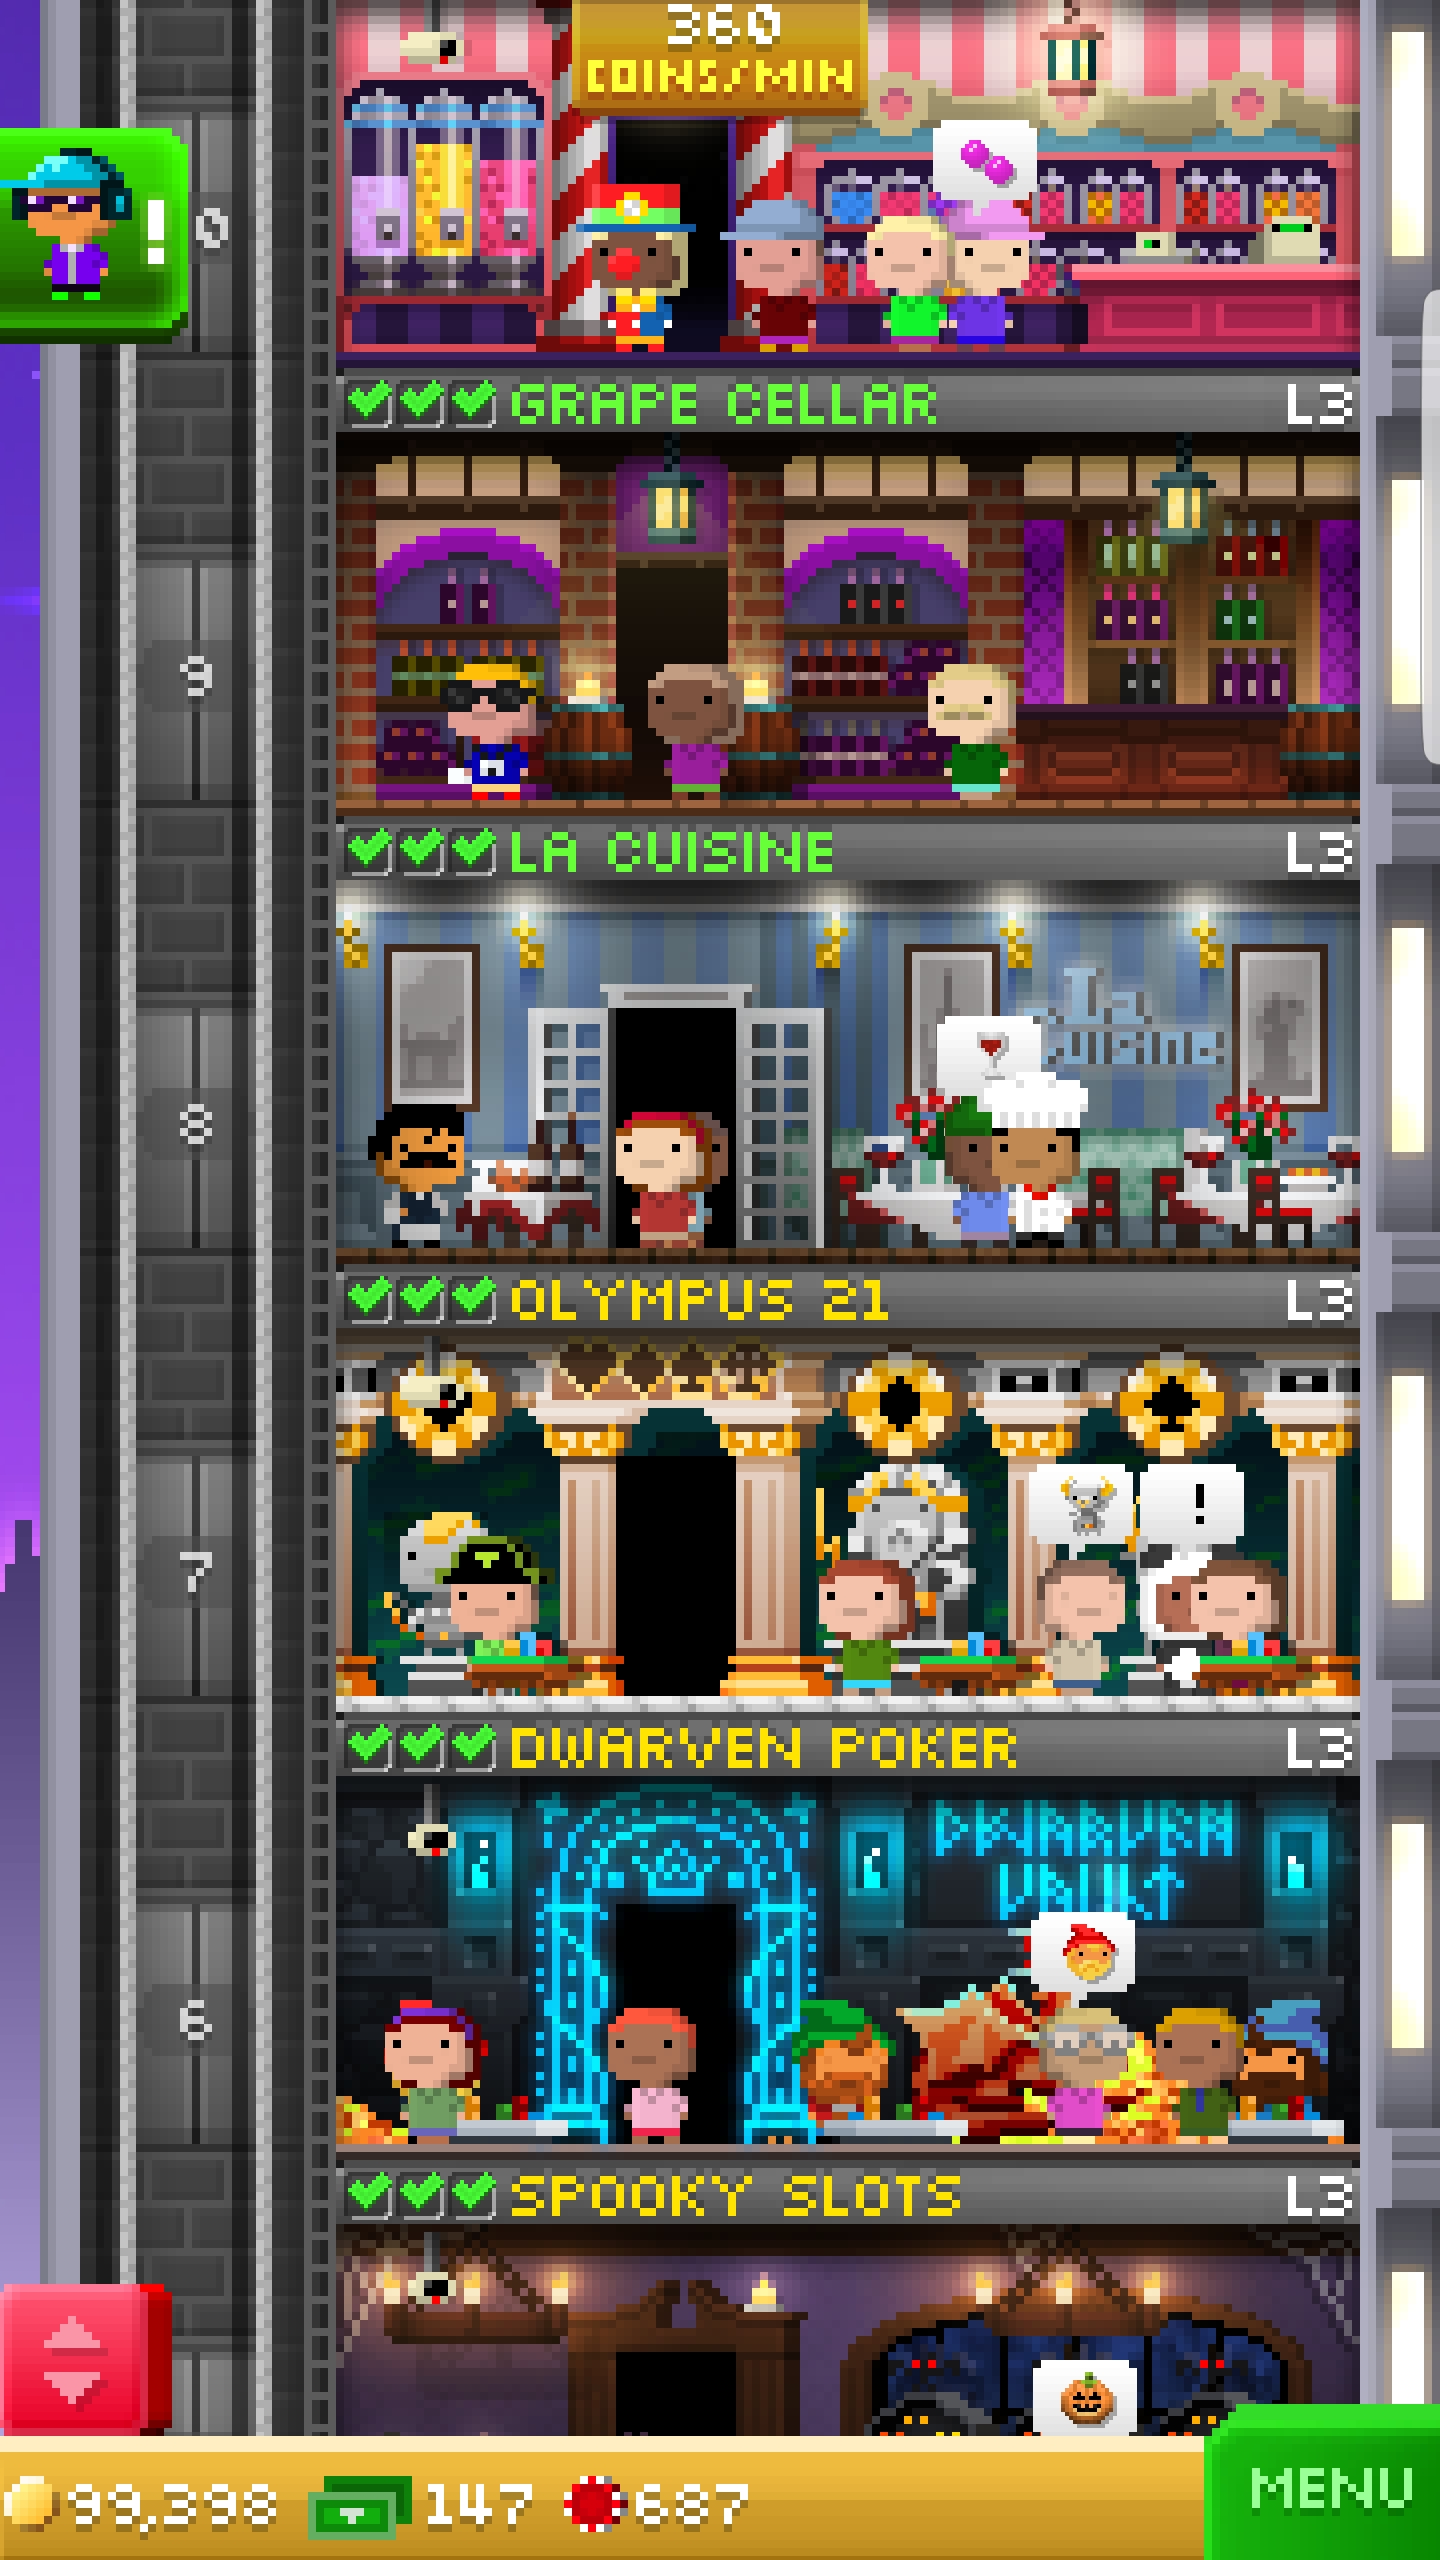 360
COINS/MIN
!
0
GRAPE CELLAR L3
9
LA CUISINE L3
La
Cuisine
8
OLYMPUS 21 L3
!
7
DWARVEN POKER L3
DWARVEN
VAULT
6
SPOOKY SLOTS L3
99,398 147 687
MENU